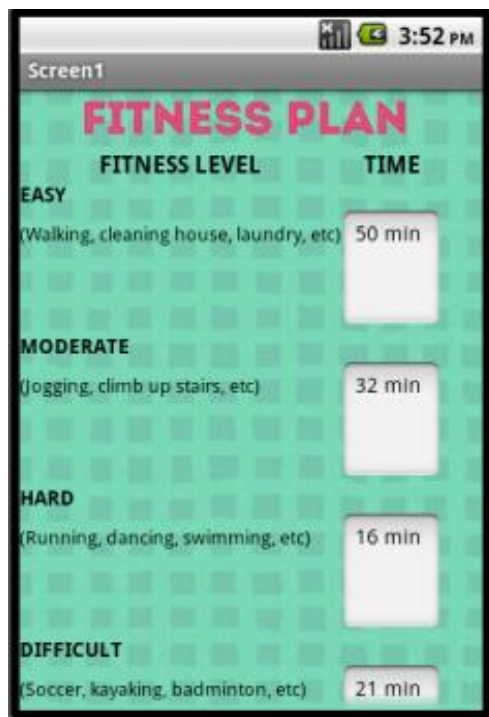 3:52 PM
Screen1
FITNESS PLAN
FITNESS LEVEL TIME
EASY
(Walking, cleaning house, laundry, etc) 50 min
MODERATE
(Jogging, climb up stairs, etc) 32 min
HARD
(Running, dancing, swimming, etc) 16 min
DIFFICULT
(Soccer, kayaking, badminton, etc) 21 min